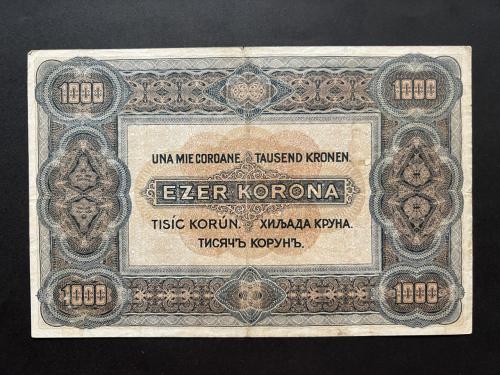 1000 1000
UNA MIE COROANE. TAUSEND KRONEN.
EZER KORONA
TISÍC KORÚN. ХИЉАДА КРУНА.
ТИСЯЧЪ КОРУНЪ.
1000 1000